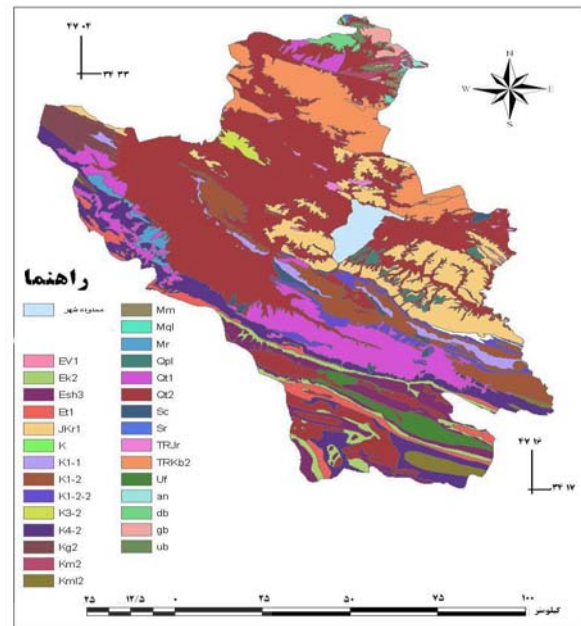 ۴۷ ۰۴
۳۴ ۳۳
N
W E
S
راهنما
محدوده شهر
EV1
Ek2
Esh3
Et1
JKr1
K
K1-1
K1-2
K1-2-2
K3-2
K4-2
Kg2
Km2
Kml2
Mm
Mql
Mr
Qpl
Qt1
Qt2
Sc
Sr
TRJr
TRKb2
Uf
an
db
gb
ub
۴۷ ۱۶
۳۴ ۱۷
۲۵ ۱۲/۵ ۰ ۲۵ ۵۰ ۷۵ ۱۰۰
کیلومتر